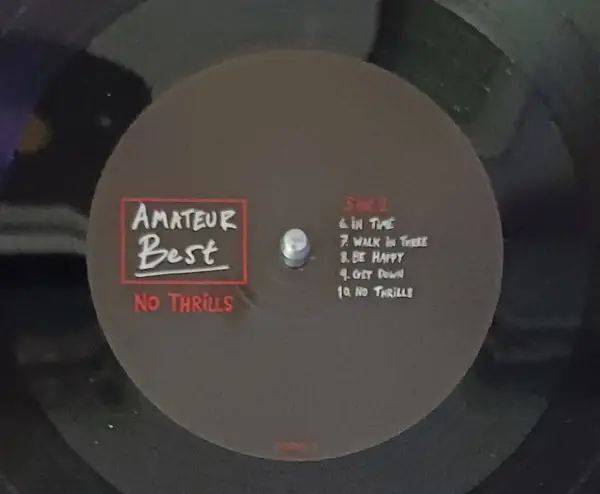 AMATEUR
Best
NO THRiLLS
SiDE 2
6. iN TiME
7. WALK iN THREE
8. BE HAPPY
9. GET DOWN
10. NO THRiLLS